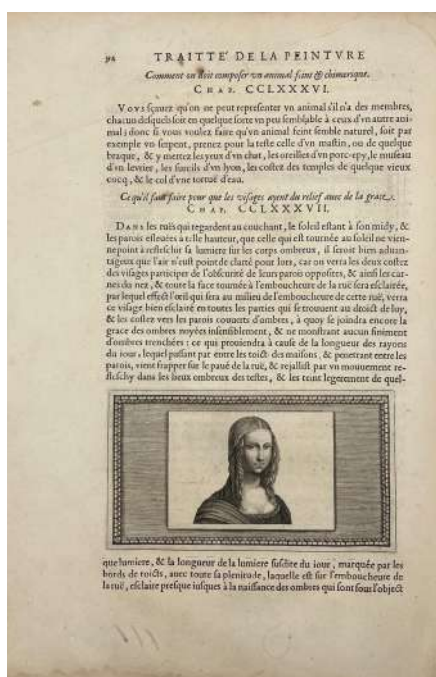 92 TRAITTÉ DE LA PEINTVRE
Comment on doit composer vn animal feint & chimerique.
CHAP. CCLXXXVI.
VOVS sçauez qu'on ne peut representer vn animal s'il n'a des membres,
chacun desquels soit en quelque sorte vn peu semblable à ceux d'vn autre ani-
mal; donc si vous voulez faire qu'vn animal feint semble naturel, soit par
exemple vn serpent, prenez pour la teste celle d'vn mastin, ou de quelque
braque, & y mettez les yeux d'vn chat, les oreilles d'vn porc-epy, le museau
d'vn levrier, les surcils d'vn lyon, les costez des temples de quelque vieux
cocq, & le col d'vne tortuë d'eau.
Ce qu'il faut faire pour que les visages ayent du relief auec de la grace.
CHAP. CCLXXXVII.
DANS les ruës qui regardent au couchant, le soleil estant à son midy, &
les parois esleuées à telle hauteur, que celle qui est tournée au soleil ne vien-
ne point à reflesclir sa lumiere sur les corps ombreux, il seroit bien aduan-
tageux que l'air n'eust point de clarté pour lors, car on verra les deux costez
des visages participer de l'obscurité de leurs parois opposites, & ainsi les car-
nes du nez, & toute la face tournée à l'emboucheure de la ruë sera esclairée,
par lequel effect l'œil qui sera au milieu de l'emboucheure de cette ruë, verra
ce visage bien esclairé en toutes les parties qui se trouuent au droict de luy,
& les costez vers les parois couuerts d'ombres, à quoy se joindra encore la
grace des ombres noyées insensiblement, & ne monstrant aucun finiment
d'ombres trenchées: ce qui prouiendra à cause de la longueur des rayons
du iour, lequel passant par entre les toicts des maisons, & penetrant entre les
parois, vient frapper sur le paué de la ruë, & rejallist par vn mouuement re-
fleschy dans les lieux ombreux des testes, & les teint legerement de quel-
que lumiere, & la longueur de la lumiere susdite du iour, marquée par les
bords de toicts, auec toute sa plenitude, laquelle est sur l'emboucheure de
la ruë, esclaire presque iusques à la naissance des ombres qui sont sous l'object